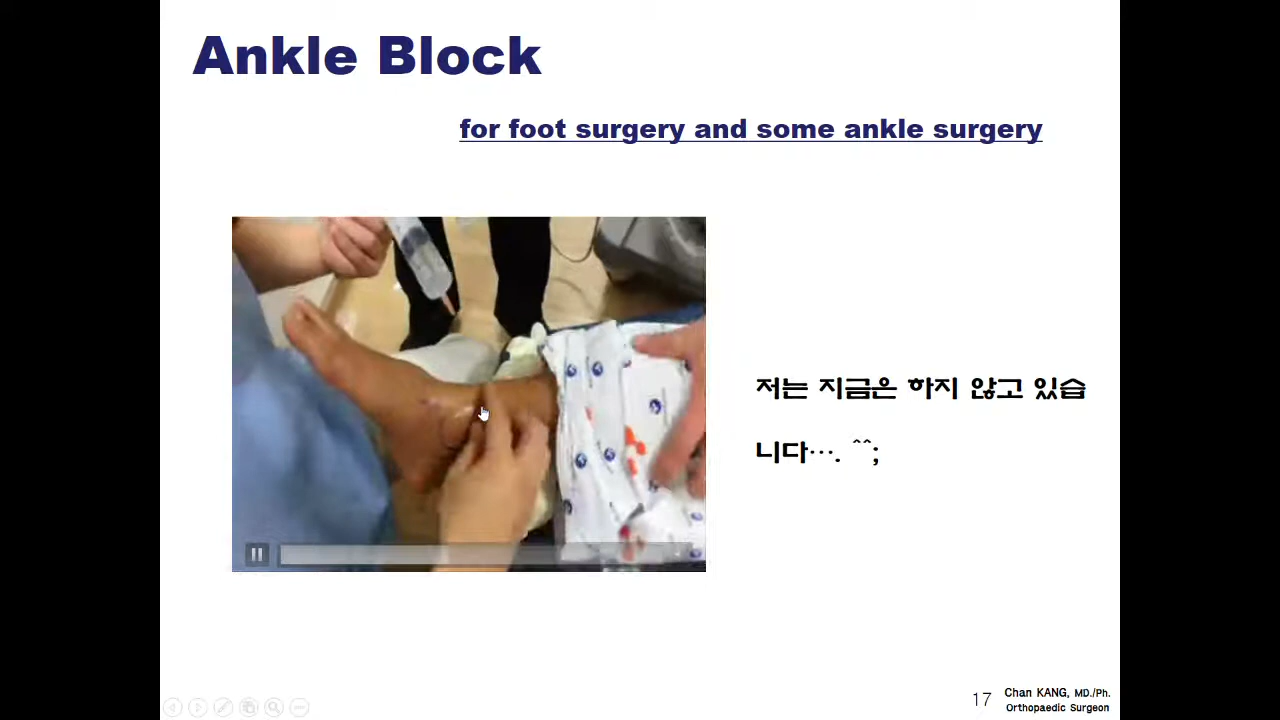 Ankle Block
for foot surgery and some ankle surgery
저는 지금은 하지 않고 있습
니다…. ^^;
17
Chan KANG, MD./Ph.
Orthopaedic Surgeon